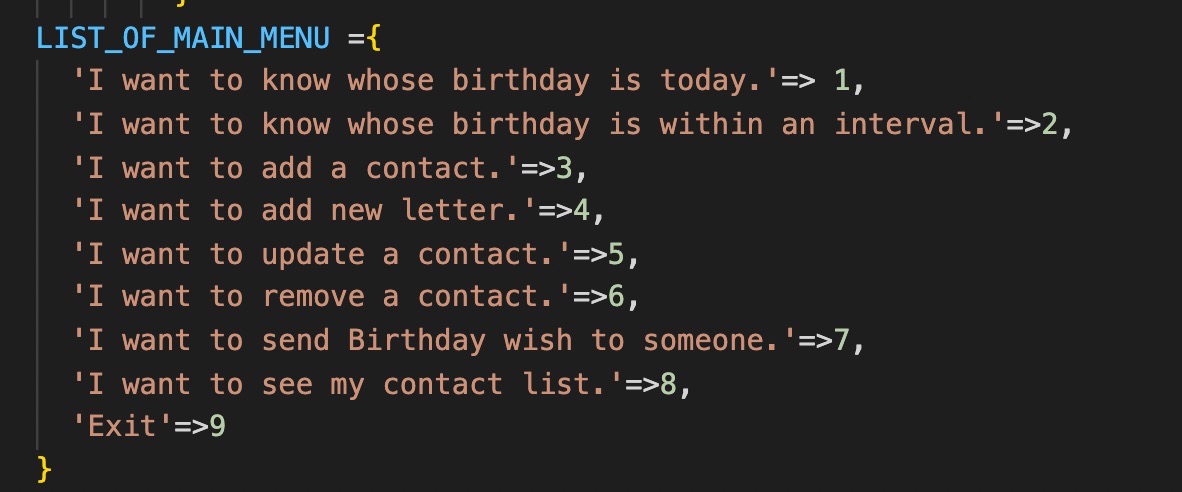 }
LIST_OF_MAIN_MENU ={
'I want to know whose birthday is today.'=> 1,
'I want to know whose birthday is within an interval.'=>2,
'I want to add a contact.'=>3,
'I want to add new letter.'=>4,
'I want to update a contact.'=>5,
'I want to remove a contact.'=>6,
'I want to send Birthday wish to someone.'=>7,
'I want to see my contact list.'=>8,
'Exit'=>9
}